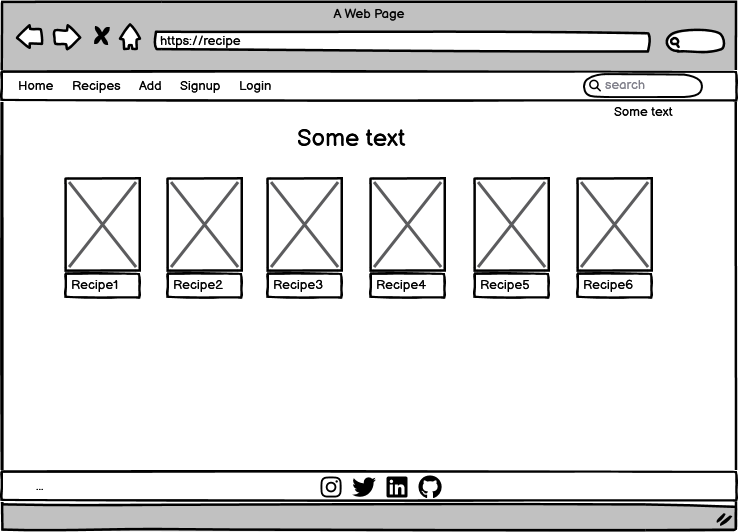 A Web Page
https://recipe
Home Recipes Add Signup Login search
Some text
Some text
Recipe1 Recipe2 Recipe3 Recipe4 Recipe5 Recipe6
...